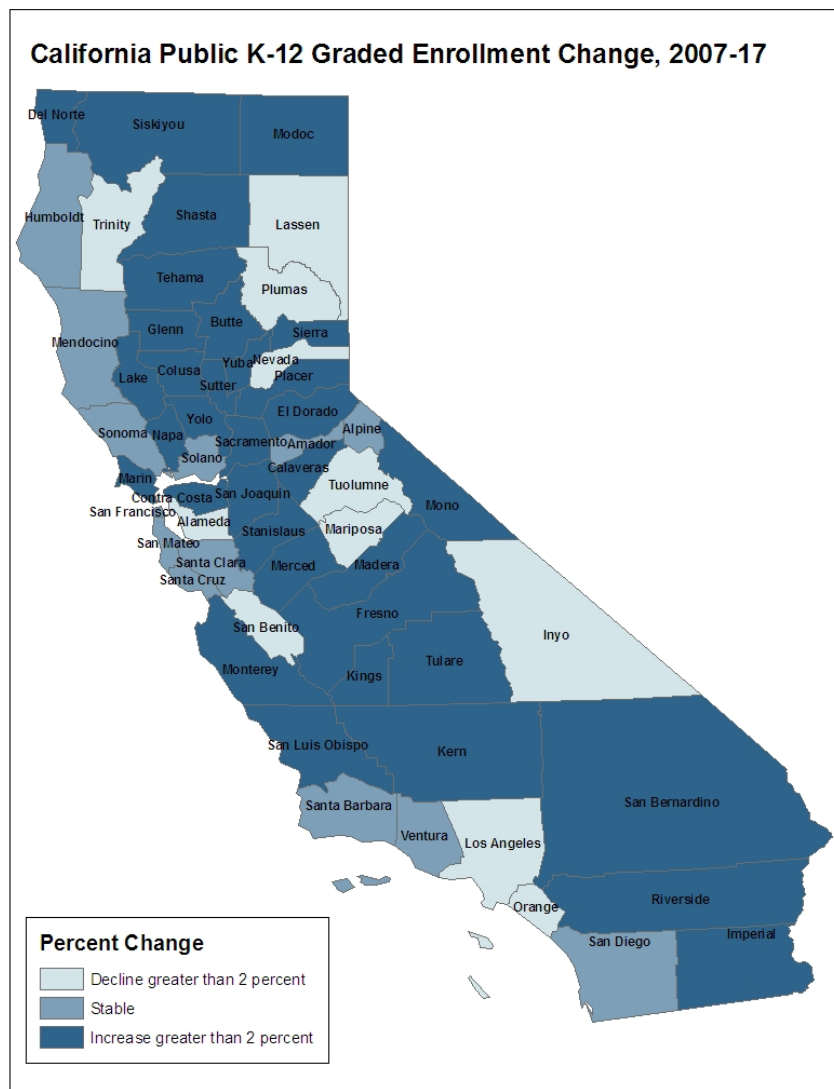 California Public K-12 Graded Enrollment Change, 2007-17
Del Norte
Siskiyou
Modoc
Humboldt
Trinity
Shasta
Lassen
Tehama
Plumas
Butte
Glenn
Sierra
Mendocino
Nevada
Yuba
Colusa
Placer
Lake
Sutter
Yolo
El Dorado
Sonoma
Napa
Alpine
Sacramento
Amador
Solano
Calaveras
Marin
Tuolumne
San Joaquin
Contra Costa
Mono
San Francisco
Alameda
Mariposa
Stanislaus
San Mateo
Santa Clara
Merced
Madera
Santa Cruz
Fresno
San Benito
Inyo
Tulare
Monterey
Kings
San Luis Obispo
Kern
San Bernardino
Santa Barbara
Ventura
Los Angeles
Riverside
Orange
Imperial
San Diego
Percent Change
Decline greater than 2 percent
Stable
Increase greater than 2 percent